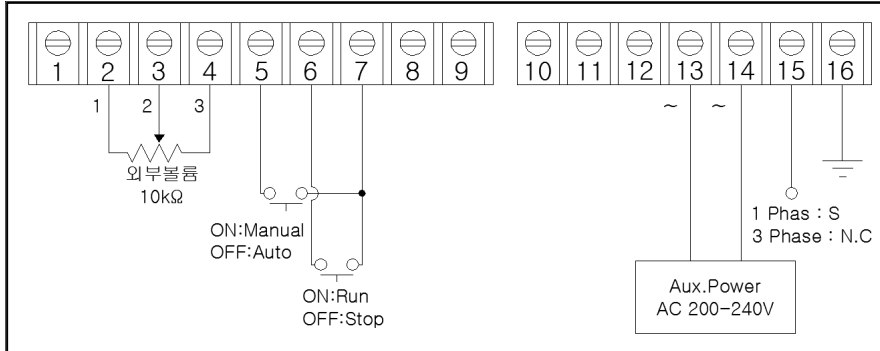 1 2 3 4 5 6 7 8 9 10 11 12 13 14 15 16
1 2 3
~ ~
외부볼륨
10kΩ
ON:Manual
OFF:Auto
ON:Run
OFF:Stop
1 Phas : S
3 Phase : N.C
Aux.Power
AC 200-240V